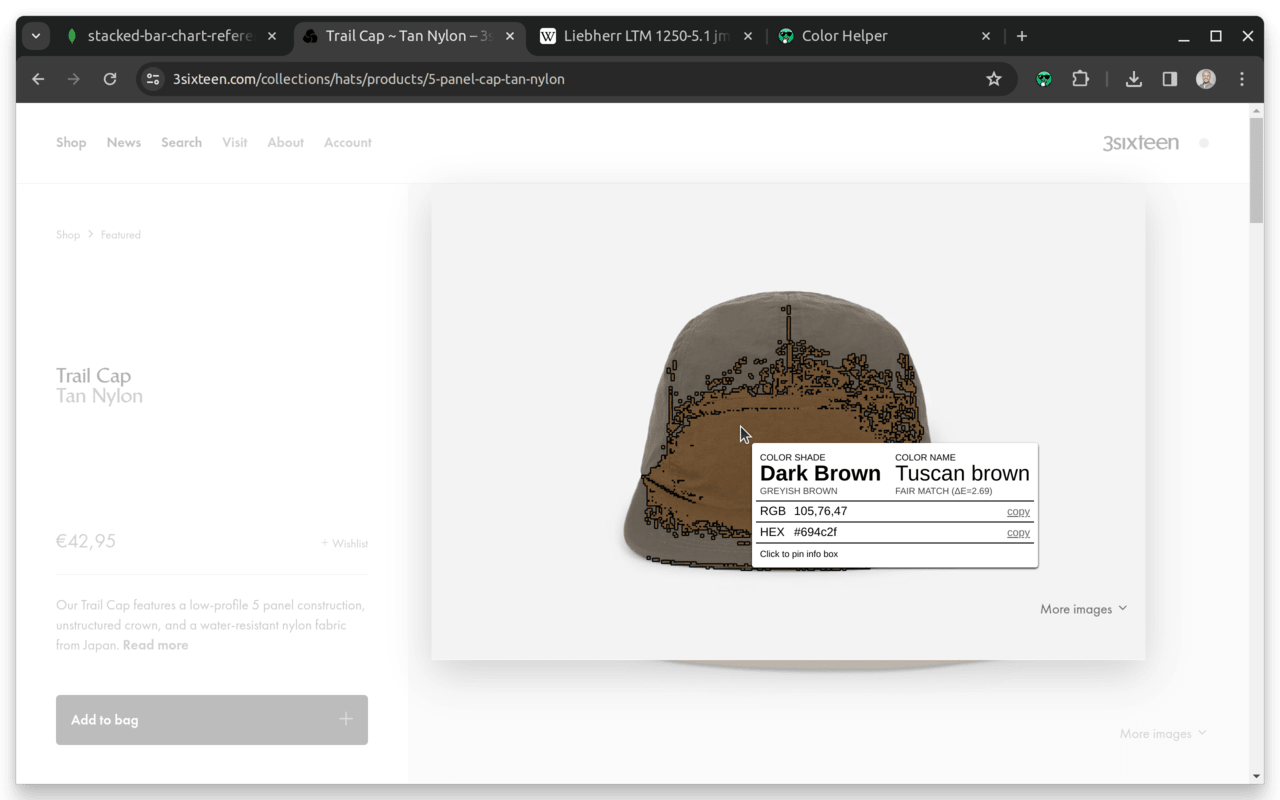 stacked-bar-chart-refere
Trail Cap ~ Tan Nylon – 3s
W
Liebherr LTM 1250-5.1 jm
Color Helper
3sixteen.com/collections/hats/products/5-panel-cap-tan-nylon
Shop News Search Visit About Account
3sixteen
Shop > Featured
Trail Cap
Tan Nylon
COLOR SHADE
Dark Brown
GREYISH BROWN
COLOR NAME
Tuscan brown
FAIR MATCH (ΔE=2.69)
RGB 105,76,47 copy
HEX #694c2f copy
Click to pin info box
€42,95
+ Wishlist
Our Trail Cap features a low-profile 5 panel construction,
unstructured crown, and a water-resistant nylon fabric
from Japan. Read more
More images
Add to bag
More images